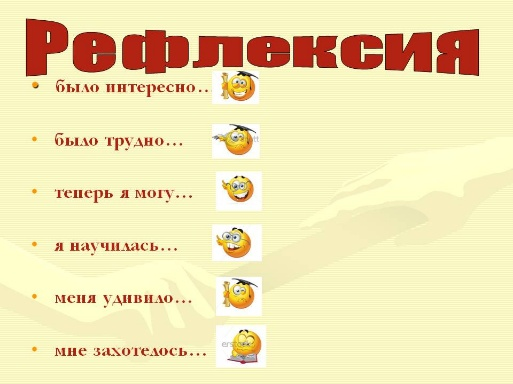 Рефлексия
• было интересно…
• было трудно…
• теперь я могу…
• я научилась…
• меня удивило…
• мне захотелось…